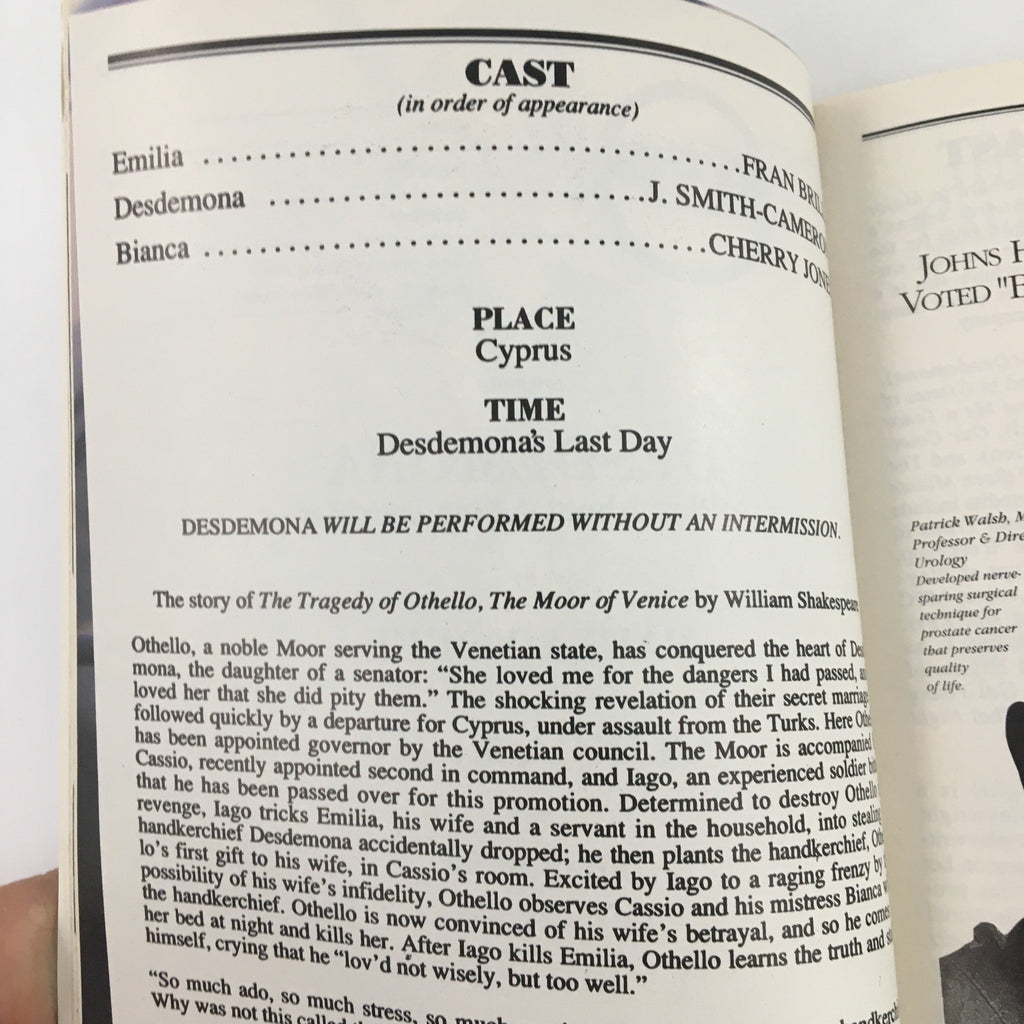 CAST
(in order of appearance)
Emilia ........................................ FRAN
Desdemona ........................... J. SMITH-CAMERO
Bianca ..................................... CHERRY JONE
PLACE
Cyprus
TIME
Desdemona's Last Day
DESDEMONA WILL BE PERFORMED WITHOUT AN INTERMISSION.
The story of The Tragedy of Othello, The Moor of Venice by William Shakespeare
Othello, a noble Moor serving the Venetian state, has conquered the heart of Des
mona, the daughter of a senator: “She loved me for the dangers I had passed,
loved her that she did pity them.” The shocking revelation of their secret marriag
followed quickly by a departure for Cyprus, under assault from the Turks. Here Othe
has been appointed governor by the Venetian council. The Moor is accompanied
Cassio, recently appointed second in command, and Iago, an experienced soldier
that he has been passed over for this promotion. Determined to destroy Othello
revenge, Iago tricks Emilia, his wife and a servant in the household, into stealing
handkerchief Desdemona accidentally dropped; he then plants the handkerchief, Oth
lo's first gift to his wife, in Cassio's room. Excited by Iago to a raging frenzy by
possibility of his wife's infidelity, Othello observes Cassio and his mistress Bianca
the handkerchief. Othello is now convinced of his wife's betrayal, and so he comes
her bed at night and kills her. After Iago kills Emilia, Othello learns the truth and
himself, crying that he “lov'd not wisely, but too well.”
“So much ado, so much stress, so much
Why was not this called
JOHNS H
VOTED "B
Patrick Walsh, M
Professor & Dire
Urology
Developed nerve-
sparing surgical
technique for
prostate cancer
that preserves
quality
of life.